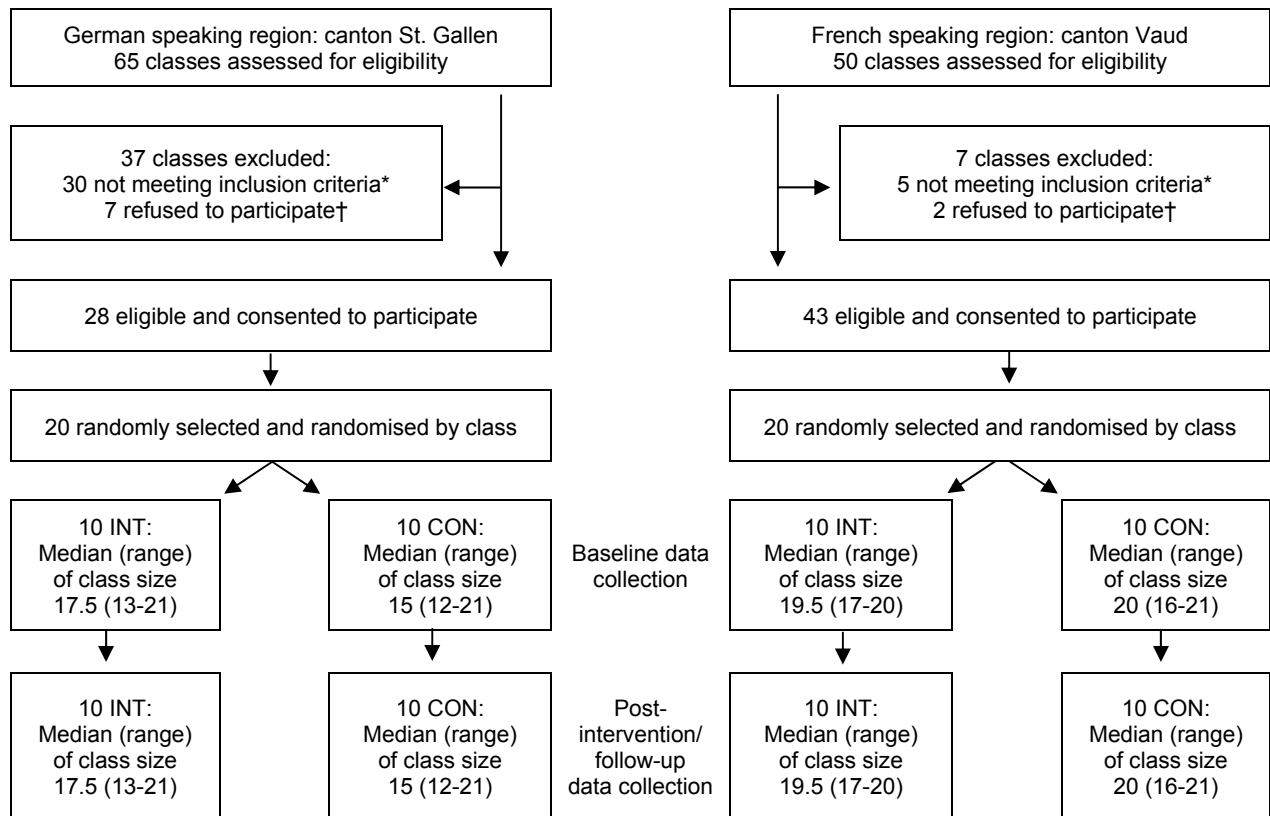 German speaking region: canton St. Gallen
65 classes assessed for eligibility
French speaking region: canton Vaud
50 classes assessed for eligibility
37 classes excluded:
30 not meeting inclusion criteria*
7 refused to participate†
7 classes excluded:
5 not meeting inclusion criteria*
2 refused to participate†
28 eligible and consented to participate
43 eligible and consented to participate
20 randomly selected and randomised by class
20 randomly selected and randomised by class
10 INT:
Median (range)
of class size
17.5 (13-21)
10 CON:
Median (range)
of class size
15 (12-21)
Baseline data
collection
10 INT:
Median (range)
of class size
19.5 (17-20)
10 CON:
Median (range)
of class size
20 (16-21)
10 INT:
Median (range)
of class size
17.5 (13-21)
10 CON:
Median (range)
of class size
15 (12-21)
Post-
intervention/
follow-up
data collection
10 INT:
Median (range)
of class size
19.5 (17-20)
10 CON:
Median (range)
of class size
20 (16-21)